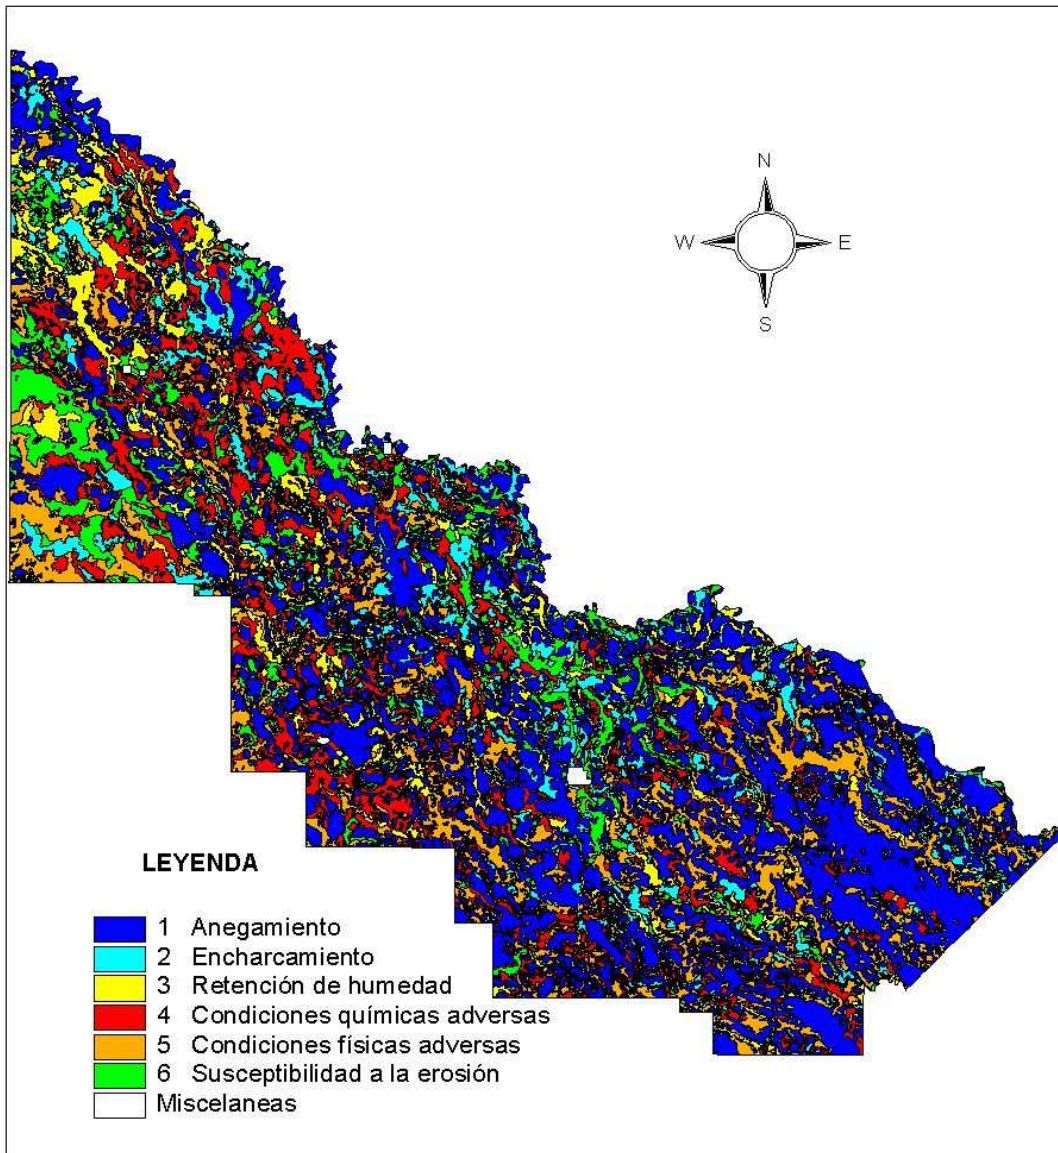 N
W E
S
LEYENDA
1 Anegamiento
2 Encharcamiento
3 Retención de humedad
4 Condiciones químicas adversas
5 Condiciones físicas adversas
6 Susceptibilidad a la erosión
Miscelaneas